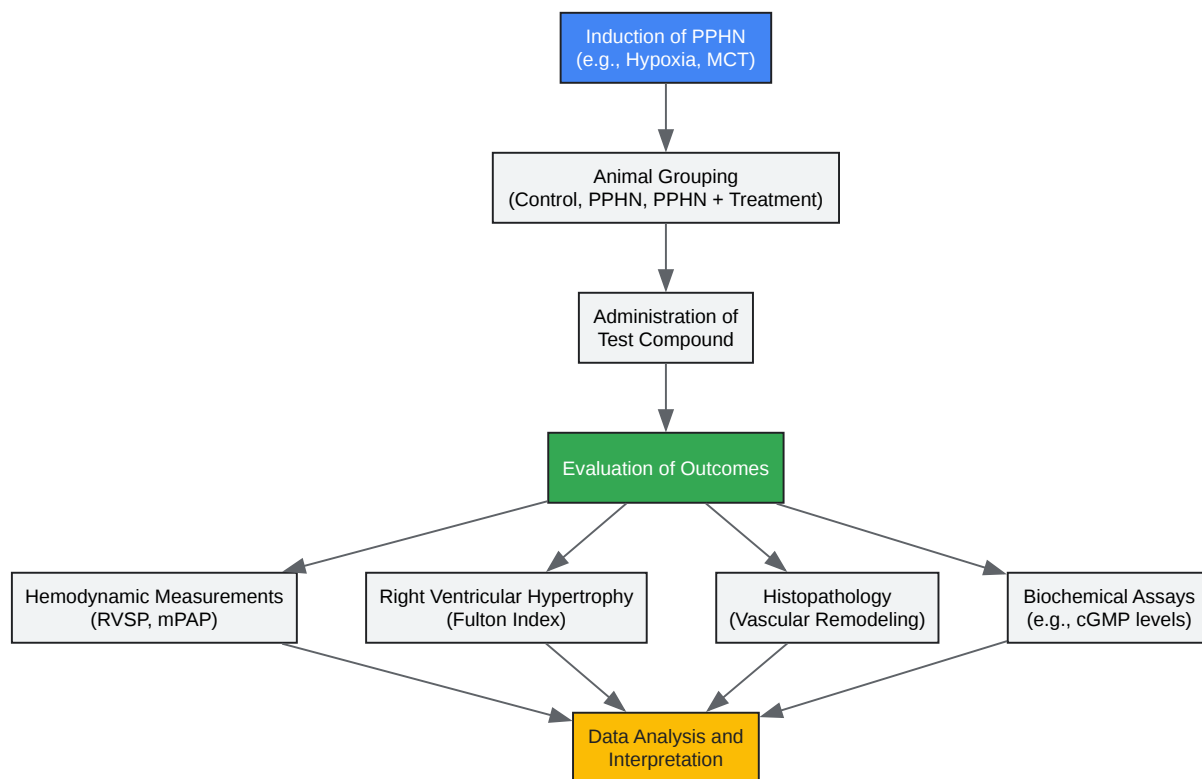 Induction of PPHN
(e.g., Hypoxia, MCT)
Animal Grouping
(Control, PPHN, PPHN + Treatment)
Administration of
Test Compound
Evaluation of Outcomes
Hemodynamic Measurements
(RVSP, mPAP)
Right Ventricular Hypertrophy
(Fulton Index)
Histopathology
(Vascular Remodeling)
Biochemical Assays
(e.g., cGMP levels)
Data Analysis and
Interpretation